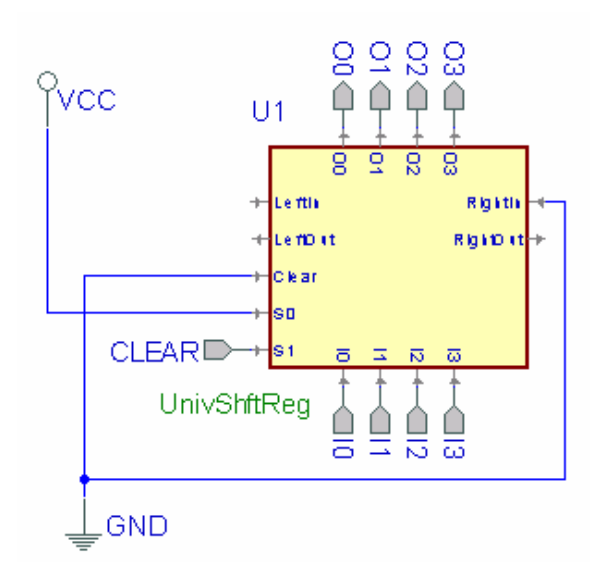 O0 O1 O2 O3
VCC
U1
O0 O1 O2 O3
LeftIn RightIn
LeftOut RightOut
Clear
S0
CLEAR S1
I0 I1 I2 I3
UnivShftReg
I0 I1 I2 I3
GND